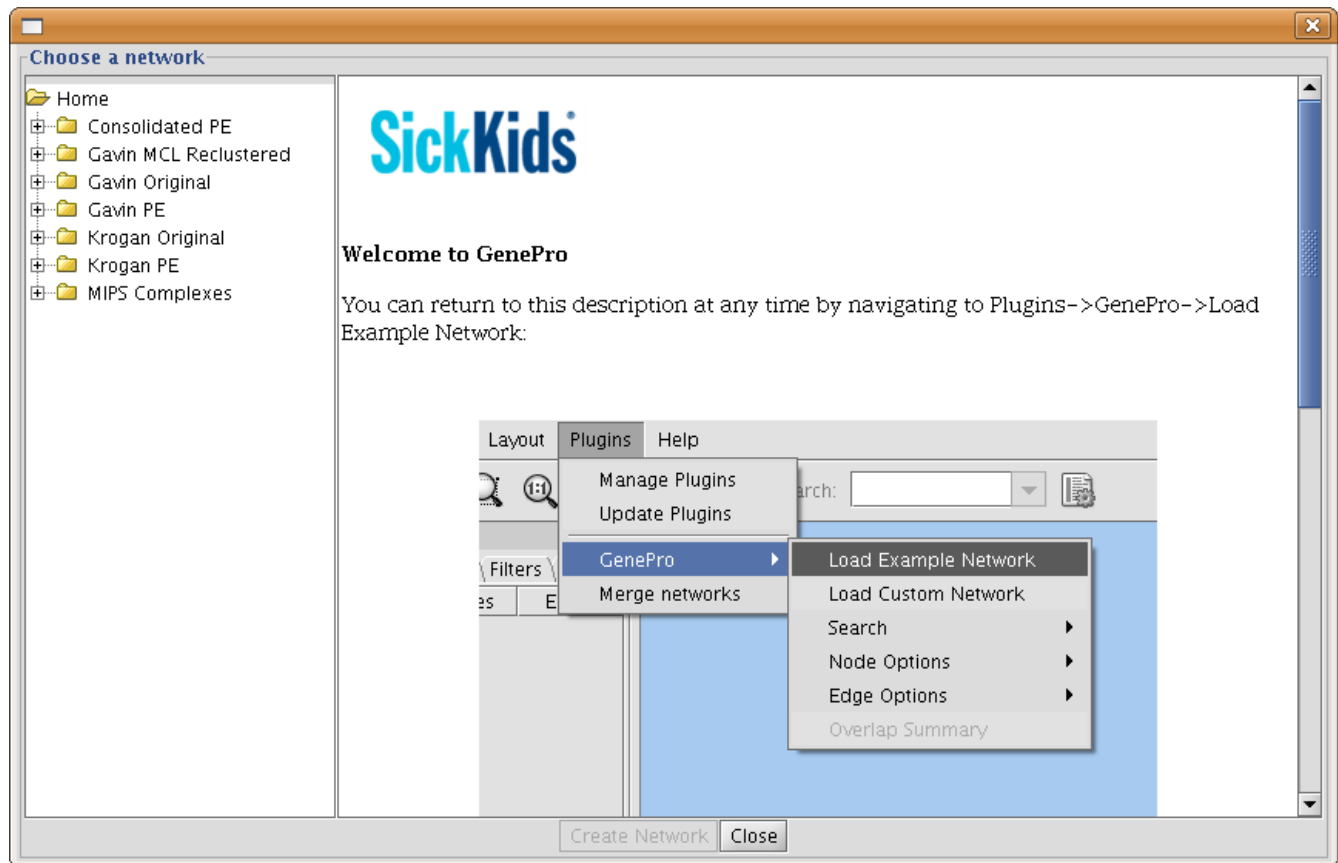 Choose a network
Home
Consolidated PE
Gavin MCL Reclustered
Gavin Original
Gavin PE
Krogan Original
Krogan PE
MIPS Complexes
SickKids®
Welcome to GenePro
You can return to this description at any time by navigating to Plugins->GenePro->Load
Example Network:
Layout Plugins Help
Manage Plugins
Update Plugins
GenePro
Merge networks
1:1
arch:
Filters
es E
Load Example Network
Load Custom Network
Search
Node Options
Edge Options
Overlap Summary
Create Network Close